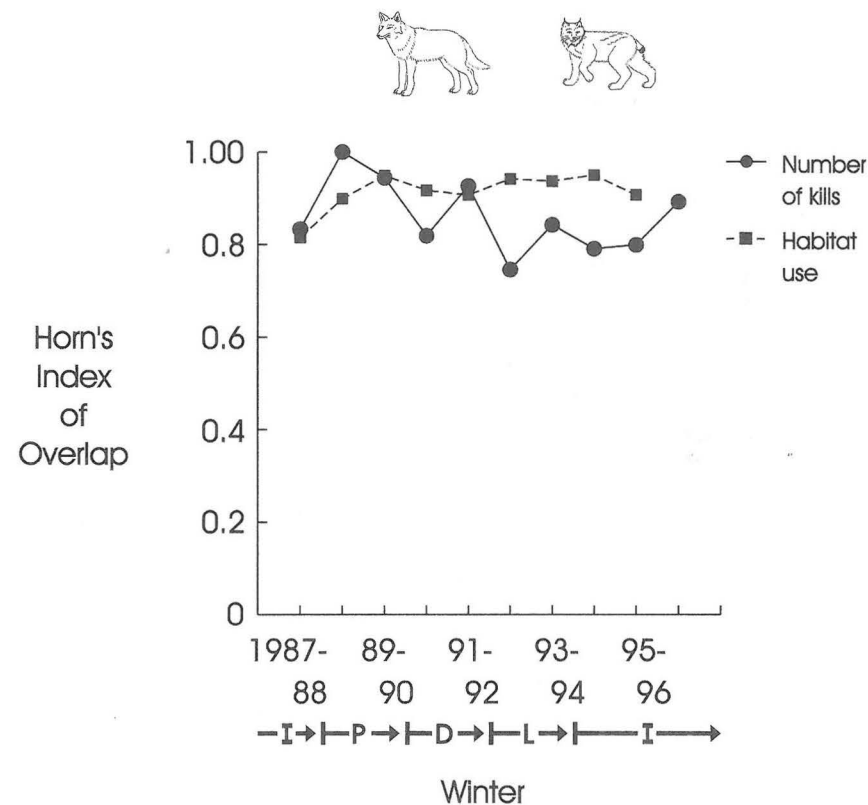 1.00
0.8
0.6
0.4
0.2
0
Horn's
Index
of
Overlap
Number
of kills
Habitat
use
1987- 89- 91- 93- 95-
88 90 92 94 96
I P D L I
Winter